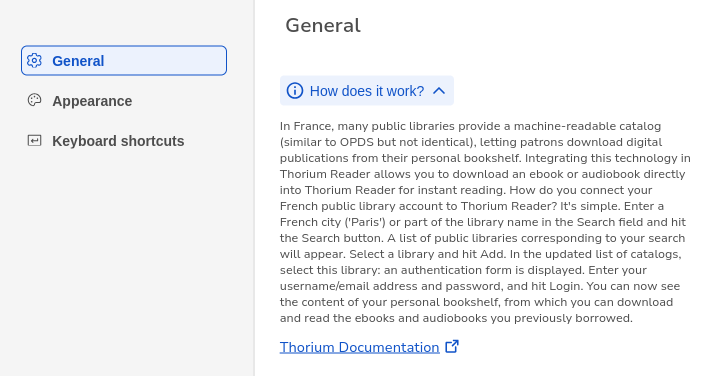 General
Appearance
Keyboard shortcuts
General
How does it work?
In France, many public libraries provide a machine-readable catalog
(similar to OPDS but not identical), letting patrons download digital
publications from their personal bookshelf. Integrating this technology in
Thorium Reader allows you to download an ebook or audiobook directly
into Thorium Reader for instant reading. How do you connect your
French public library account to Thorium Reader? It's simple. Enter a
French city ('Paris') or part of the library name in the Search field and hit
the Search button. A list of public libraries corresponding to your search
will appear. Select a library and hit Add. In the updated list of catalogs,
select this library: an authentication form is displayed. Enter your
username/email address and password, and hit Login. You can now see
the content of your personal bookshelf, from which you can download
and read the ebooks and audiobooks you previously borrowed.
Thorium Documentation